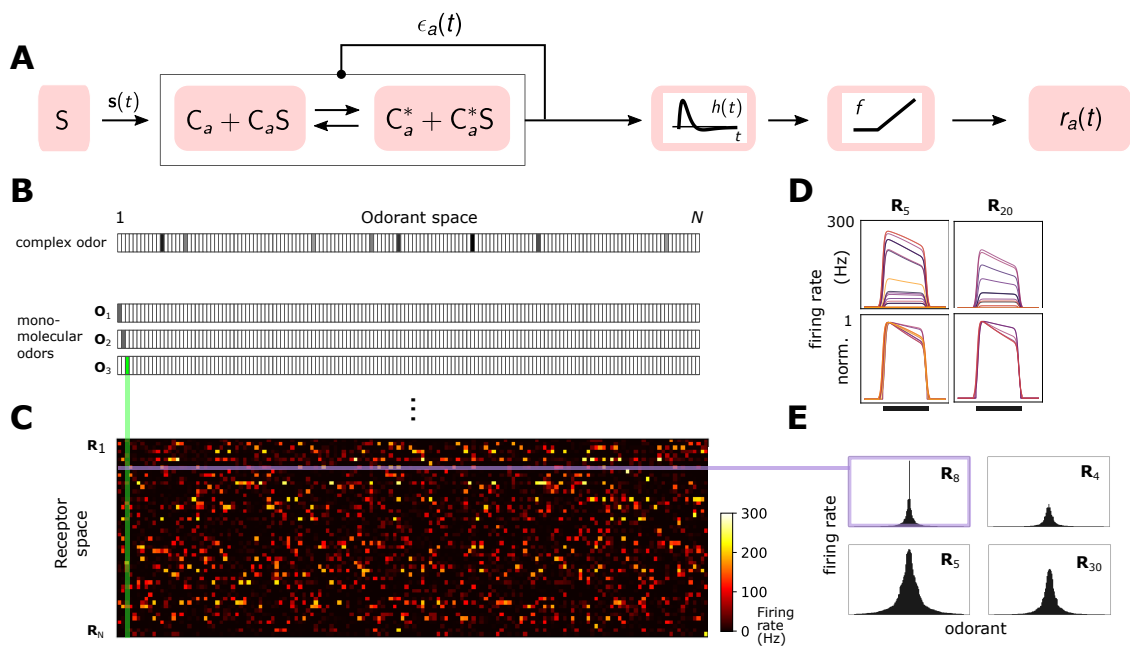 A
ϵₐ(t)
S
s(t)
Cₐ + CₐS
C*ₐ + C*ₐS
h(t)
t
f
rₐ(t)
B
1
Odorant space
N
complex odor
mono-
molecular
odors
O₁
O₂
O₃
⋮
C
R₁
Receptor
space
R_N
300
200
100
0
Firing
rate
(Hz)
D
R₅
R₂₀
300
firing rate
(Hz)
1
norm.
E
firing rate
R₈
R₄
R₅
R₃₀
odorant